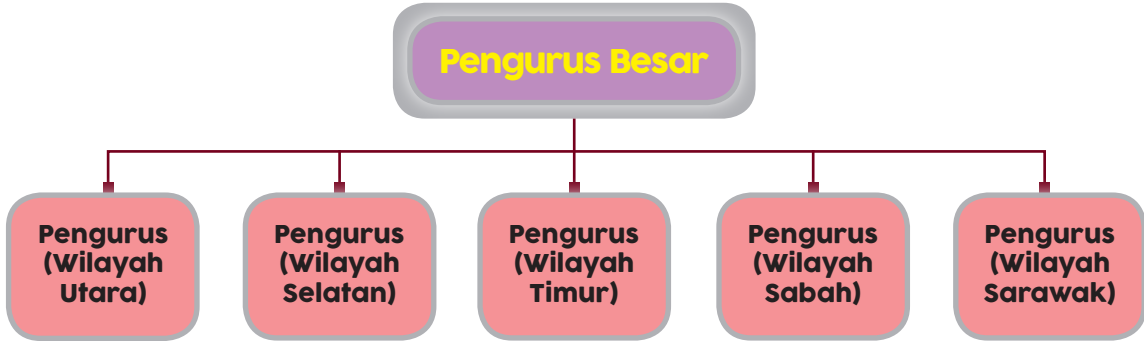 Pengurus Besar
Pengurus
(Wilayah
Utara)
Pengurus
(Wilayah
Selatan)
Pengurus
(Wilayah
Timur)
Pengurus
(Wilayah
Sabah)
Pengurus
(Wilayah
Sarawak)